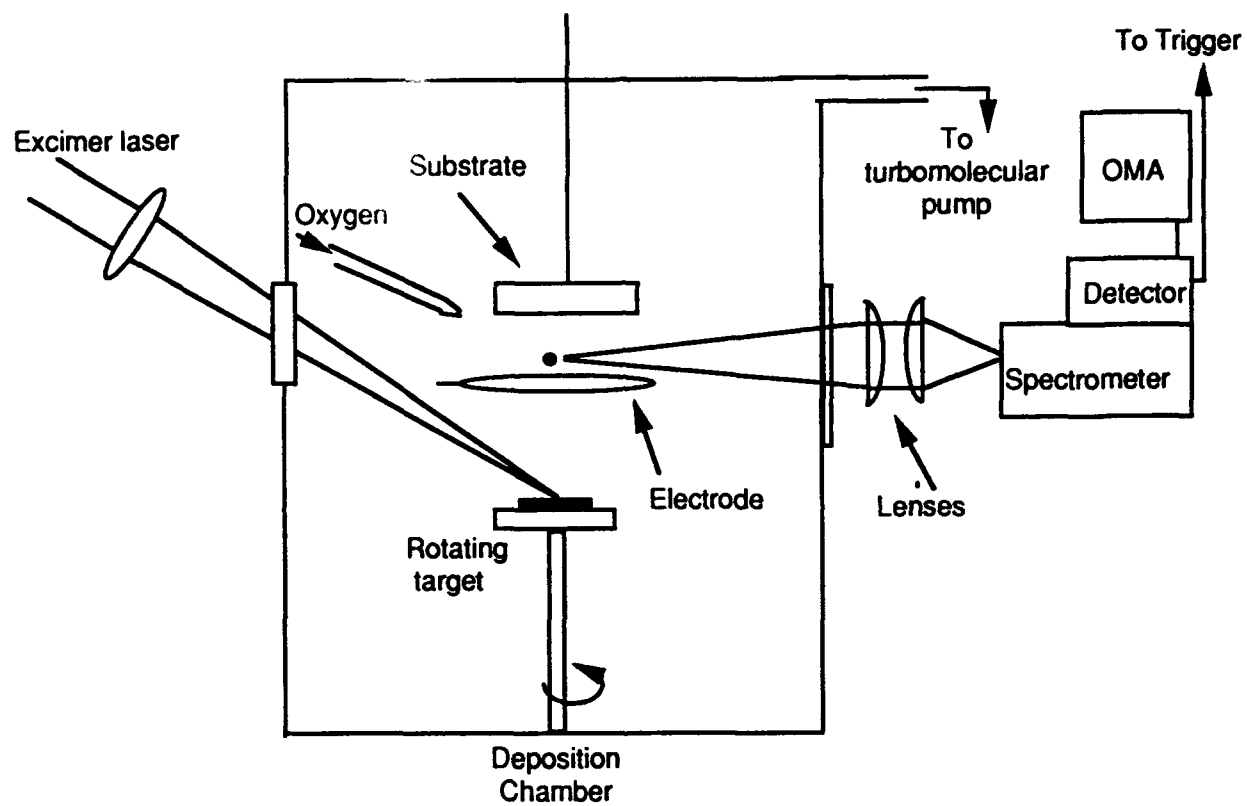 To Trigger
Excimer laser
Substrate
To
turbomolecular
pump
OMA
Oxygen
Detector
Spectrometer
Electrode
Lenses
Rotating
target
Deposition
Chamber